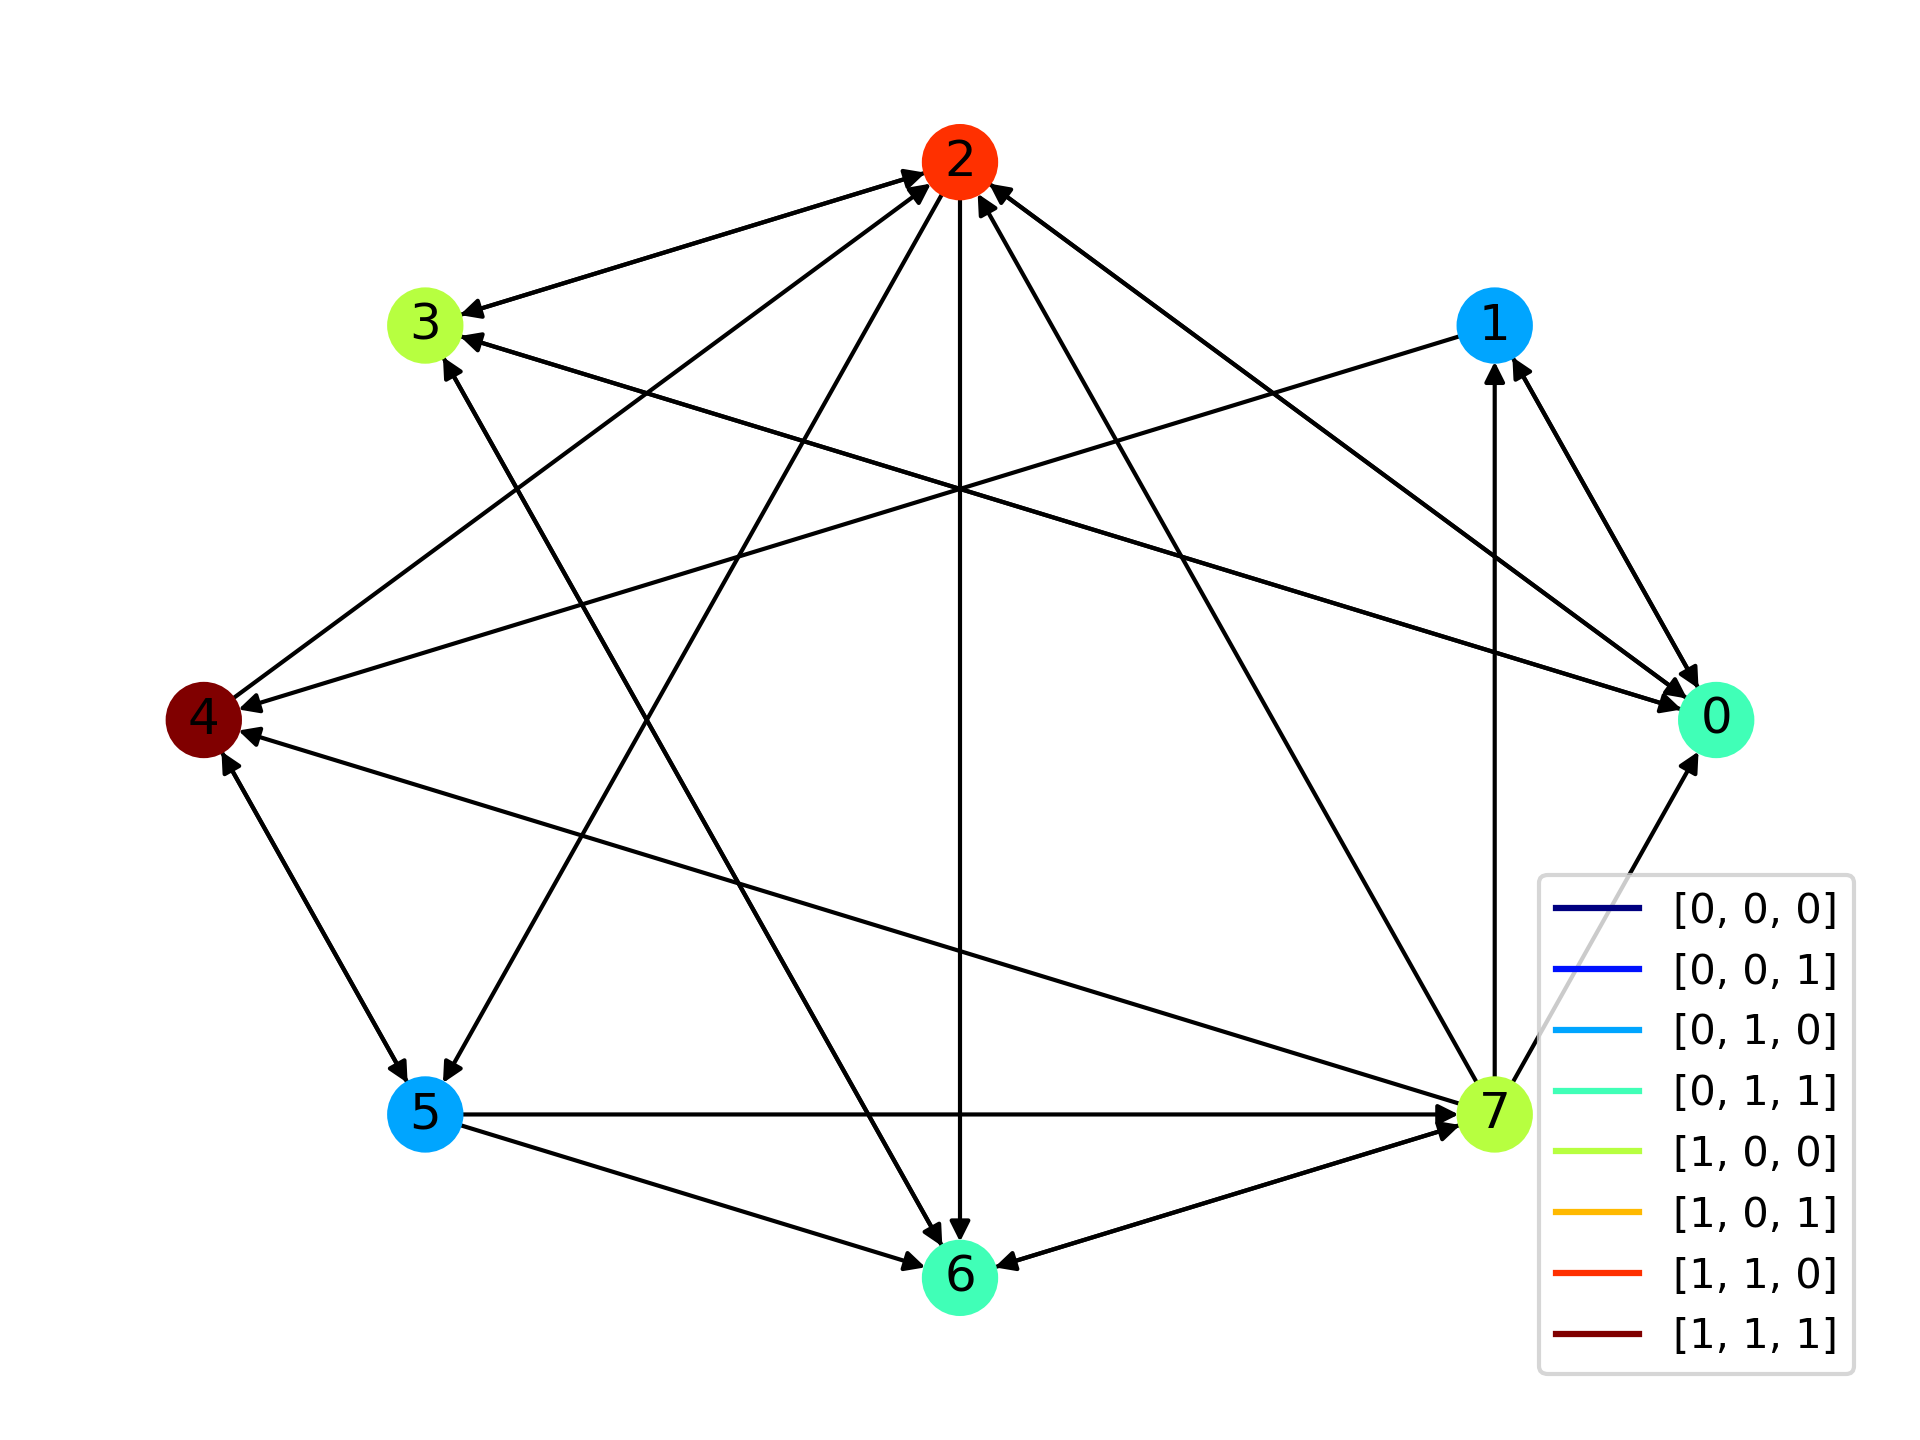 2
3
1
4
0
5
7
6
[0, 0, 0]
[0, 0, 1]
[0, 1, 0]
[0, 1, 1]
[1, 0, 0]
[1, 0, 1]
[1, 1, 0]
[1, 1, 1]